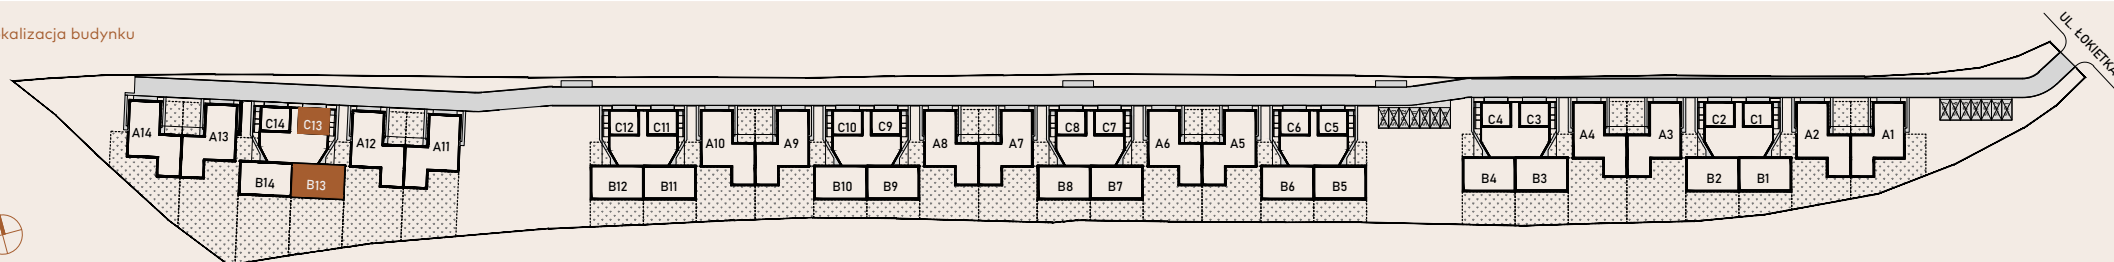 kalizacja budynku
UL. ŁOKIETKA
A14 A13 C14 C13 B14 B13 A12 A11
C12 C11 B12 B11 A10 A9 C10 C9 B10 B9 A8 A7 C8 C7 B8 B7 A6 A5 C6 C5 B6 B5
C4 C3 B4 B3 A4 A3 C2 C1 B2 B1 A2 A1